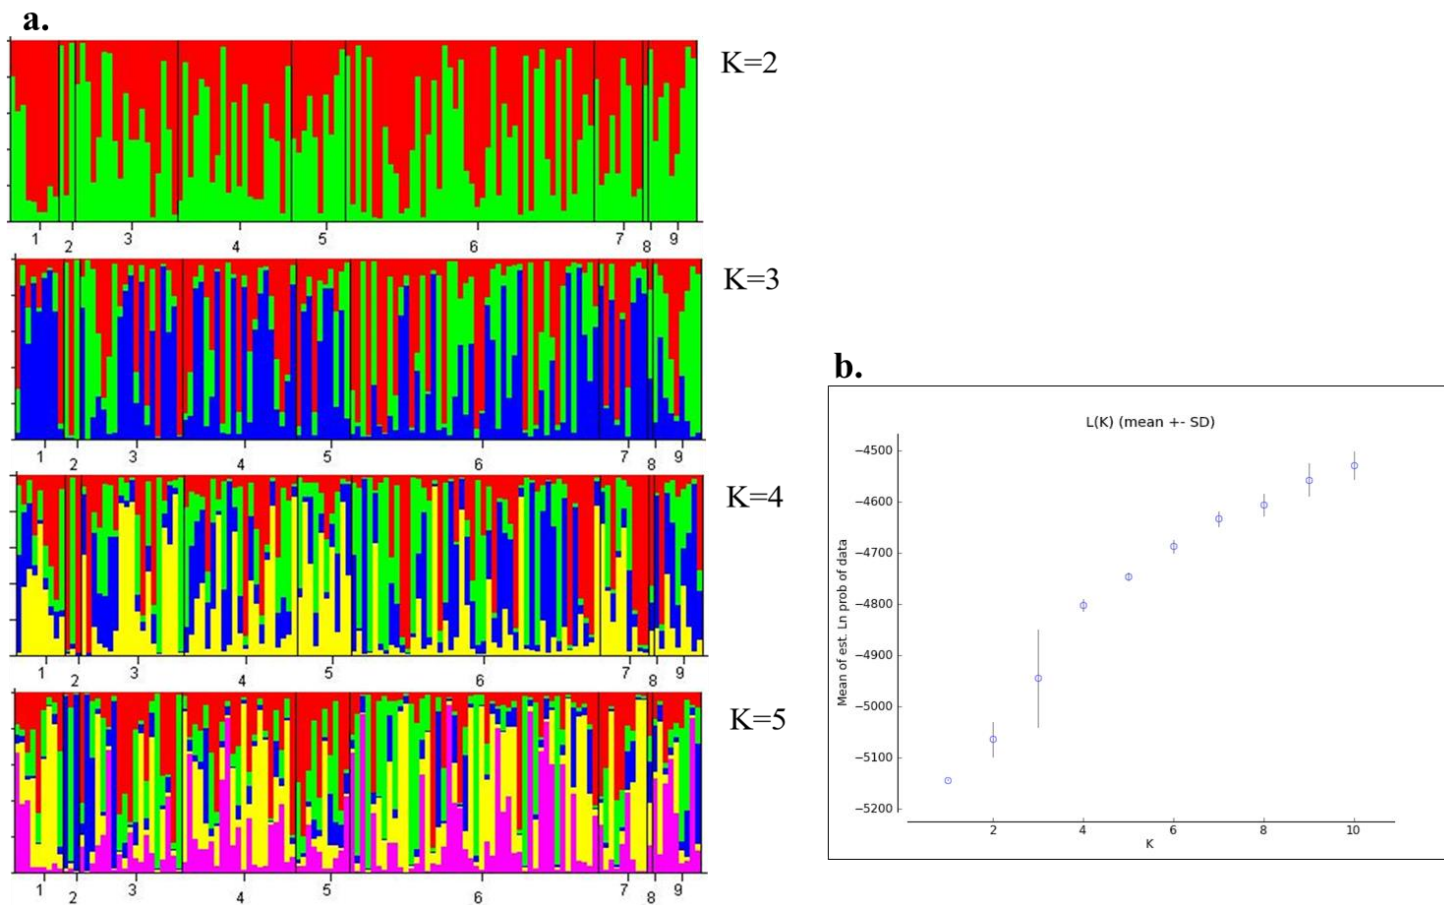 a.
K=2
1 2 3 4 5 6 7 8 9
K=3
1 2 3 4 5 6 7 8 9
K=4
1 2 3 4 5 6 7 8 9
K=5
1 2 3 4 5 6 7 8 9
b.
L(K) (mean +- SD)
Mean of est. Ln prob of data
−4500
−4600
−4700
−4800
−4900
−5000
−5100
−5200
2 4 6 8 10
K